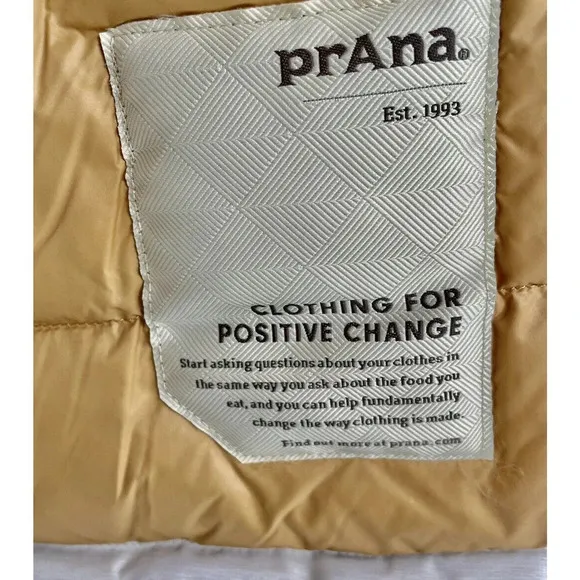 prAna®
Est. 1993
CLOTHING FOR
POSITIVE CHANGE
Start asking questions about your clothes in
the same way you ask about the food you
eat, and you can help fundamentally
change the way clothing is made.
Find out more at prana.com